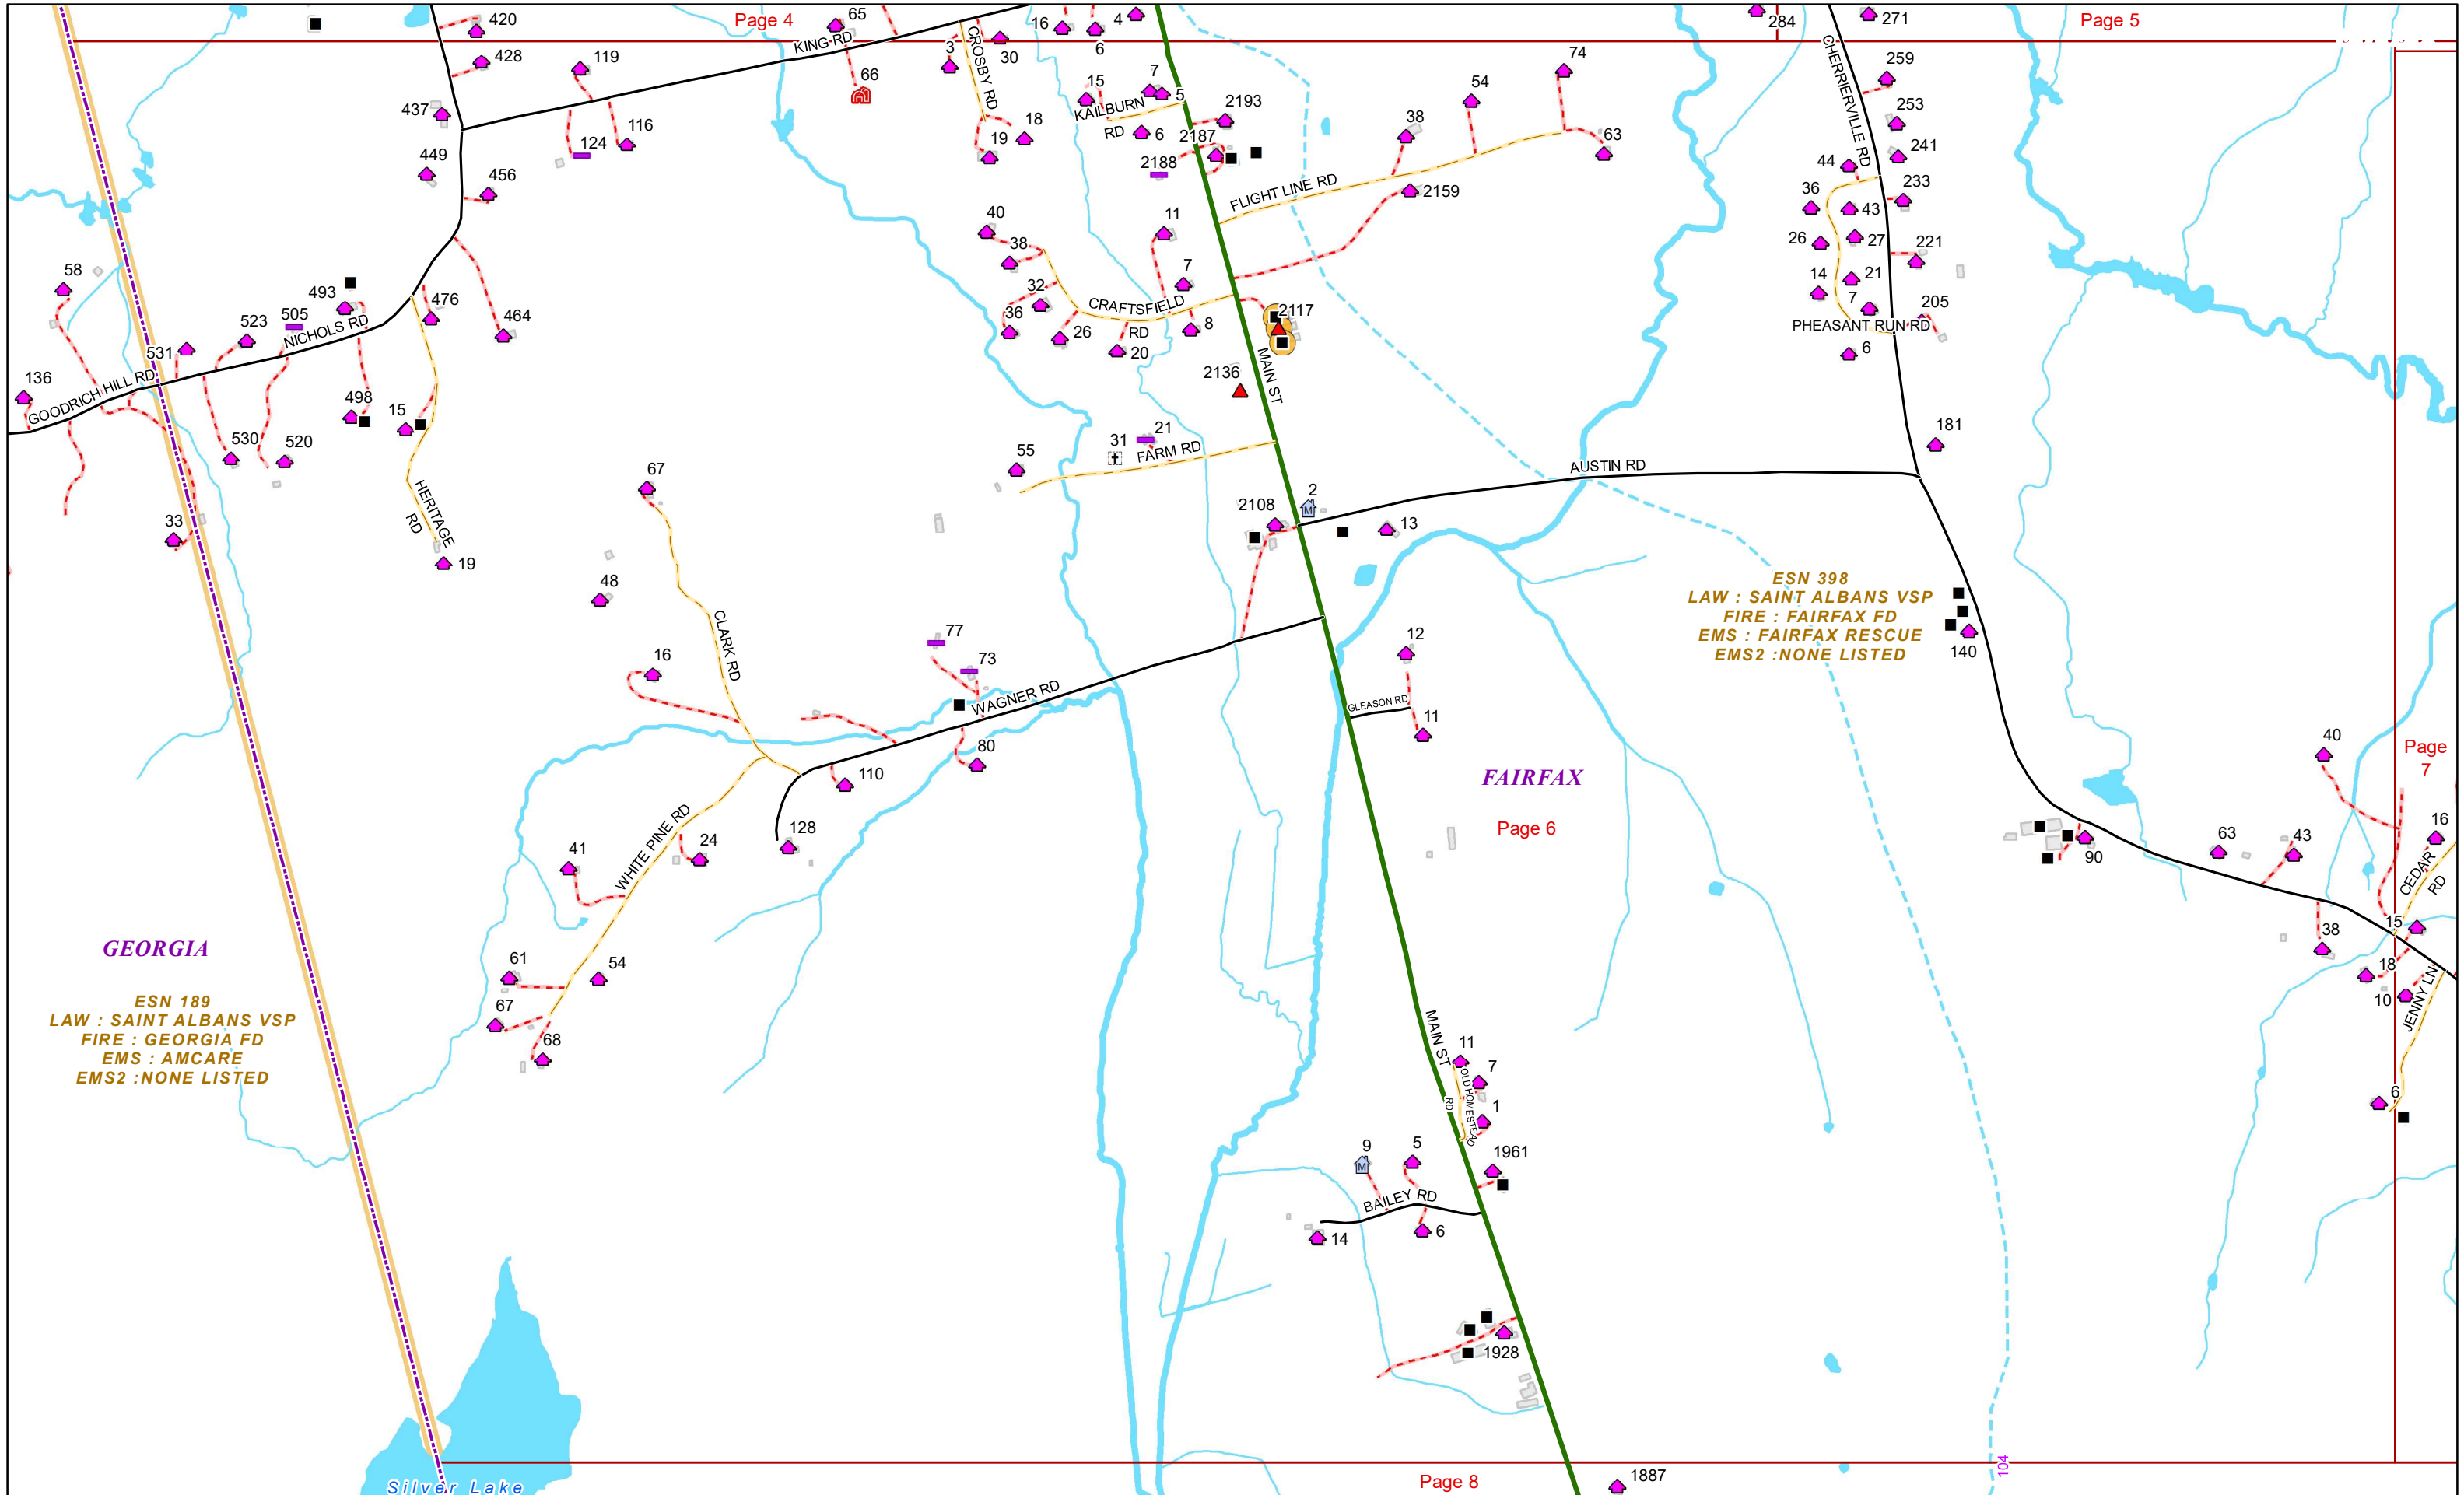 420
65
Page 4
16
4
6
284
271
Page 5
428
119
KING RD
3
30
CROSBY RD
66
437
124
116
449
456
19
18
15
7
5
KAILBURN
RD
6
2193
2187
2188
FLIGHT LINE RD
38
54
74
63
2159
CHERRIERVILLE RD
259
253
241
44
233
36
43
26
27
221
14
21
7
205
PHEASANT RUN RD
6
181
58
493
505
523
NICHOLS RD
476
464
531
136
GOODRICH HILL RD
498
15
530
520
33
HERITAGE
RD
19
40
38
32
36
26
CRAFTSFIELD
RD
20
11
7
8
2117
MAIN ST
2136
55
31
21
FARM RD
2108
2
13
AUSTIN RD
67
48
16
CLARK RD
77
73
WAGNER RD
80
110
128
12
GLEASON RD
11
ESN 398
LAW : SAINT ALBANS VSP
FIRE : FAIRFAX FD
EMS : FAIRFAX RESCUE
EMS2 :NONE LISTED
140
FAIRFAX
Page 6
40
Page
7
16
CEDAR
RD
90
63
43
15
38
18
10
JENNY LN
6
WHITE PINE RD
24
41
61
54
67
68
GEORGIA
ESN 189
LAW : SAINT ALBANS VSP
FIRE : GEORGIA FD
EMS : AMCARE
EMS2 :NONE LISTED
MAIN ST
11
7
OLD HOMESTEAD
RD
1
1961
9
5
BAILEY RD
14
6
1928
104
Silver Lake
Page 8
1887